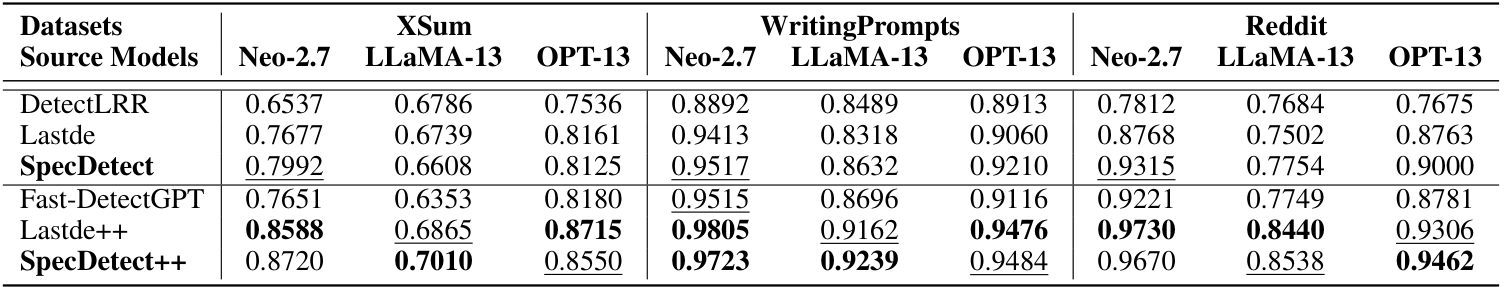 Datasets XSum WritingPrompts Reddit
Source Models Neo-2.7 LLaMA-13 OPT-13 Neo-2.7 LLaMA-13 OPT-13 Neo-2.7 LLaMA-13 OPT-13
DetectLRR 0.6537 0.6786 0.7536 0.8892 0.8489 0.8913 0.7812 0.7684 0.7675
Lastde 0.7677 0.6739 0.8161 0.9413 0.8318 0.9060 0.8768 0.7502 0.8763
SpecDetect 0.7992 0.6608 0.8125 0.9517 0.8632 0.9210 0.9315 0.7754 0.9000
Fast-DetectGPT 0.7651 0.6353 0.8180 0.9515 0.8696 0.9116 0.9221 0.7749 0.8781
Lastde++ 0.8588 0.6865 0.8715 0.9805 0.9162 0.9476 0.9730 0.8440 0.9306
SpecDetect++ 0.8720 0.7010 0.8550 0.9723 0.9239 0.9484 0.9670 0.8538 0.9462